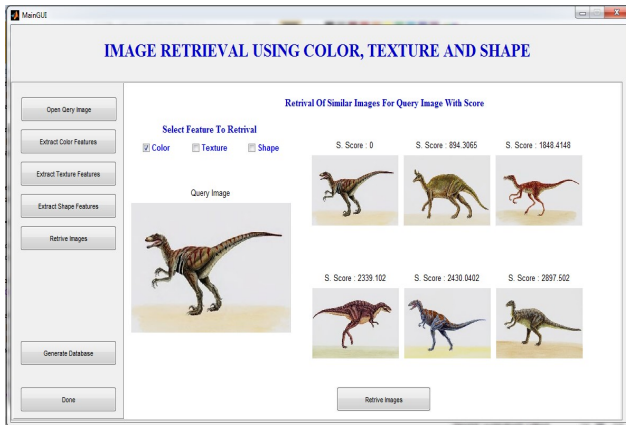 MainGUI
IMAGE RETRIEVAL USING COLOR, TEXTURE AND SHAPE
Open Qery Image
Extract Color Features
Extract Texture Features
Extract Shape Features
Retrive Images
Generate Database
Done
Retrival Of Similar Images For Query Image With Score
Select Feature To Retrival
Color Texture Shape
Query Image
S. Score : 0 S. Score : 894.3065 S. Score : 1848.4148
S. Score : 2339.102 S. Score : 2430.0402 S. Score : 2897.502
Retrive Images